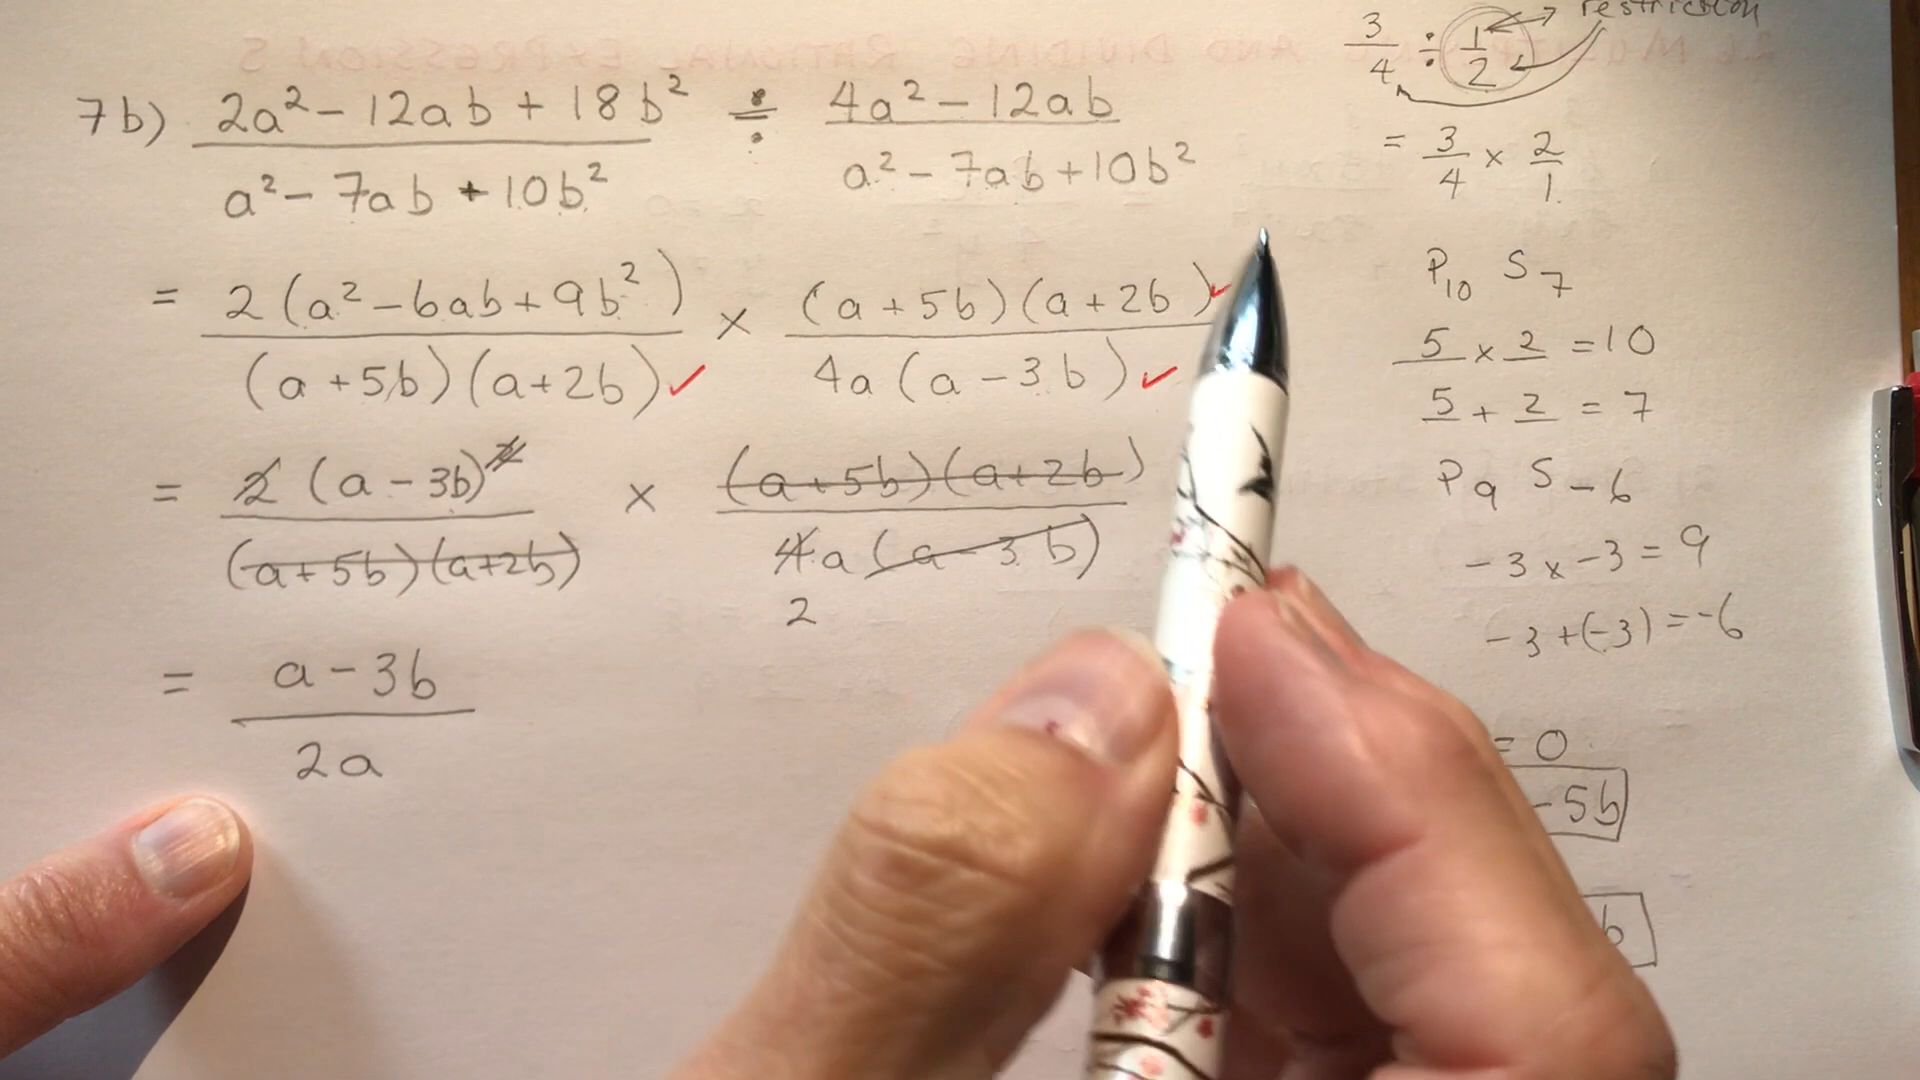 7b) 2a² - 12ab + 18b² ÷ 4a² - 12ab
a² - 7ab + 10b² a² - 7ab + 10b²
= 2(a² - 6ab + 9b²) × (a + 5b)(a + 2b)
(a + 5b)(a + 2b) ✓ 4a(a - 3b) ✓
= 2(a - 3b)² × (a + 5b)(a + 2b)
(a + 5b)(a + 2b) 4a(a - 3b)
2
= a - 3b
2a
restriction
3 ÷ 1
4 2
= 3 × 2
4 1
P10 S7
5 × 2 = 10
5 + 2 = 7
P9 S-6
-3 × -3 = 9
-3 + (-3) = -6
= 0
-5b
b